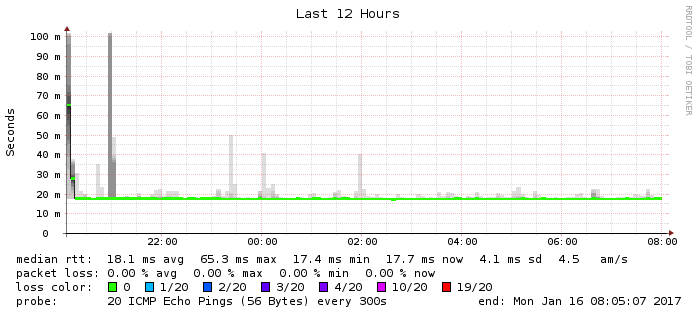 Last 12 Hours
RRDTOOL / TOBI OETIKER
Seconds
100 m
90 m
80 m
70 m
60 m
50 m
40 m
30 m
20 m
10 m
0
22:00 00:00 02:00 04:00 06:00 08:00
median rtt: 18.1 ms avg 65.3 ms max 17.4 ms min 17.7 ms now 4.1 ms sd 4.5 am/s
packet loss: 0.00 % avg 0.00 % max 0.00 % min 0.00 % now
loss color: 0 1/20 2/20 3/20 4/20 10/20 19/20
probe: 20 ICMP Echo Pings (56 Bytes) every 300s end: Mon Jan 16 08:05:07 2017